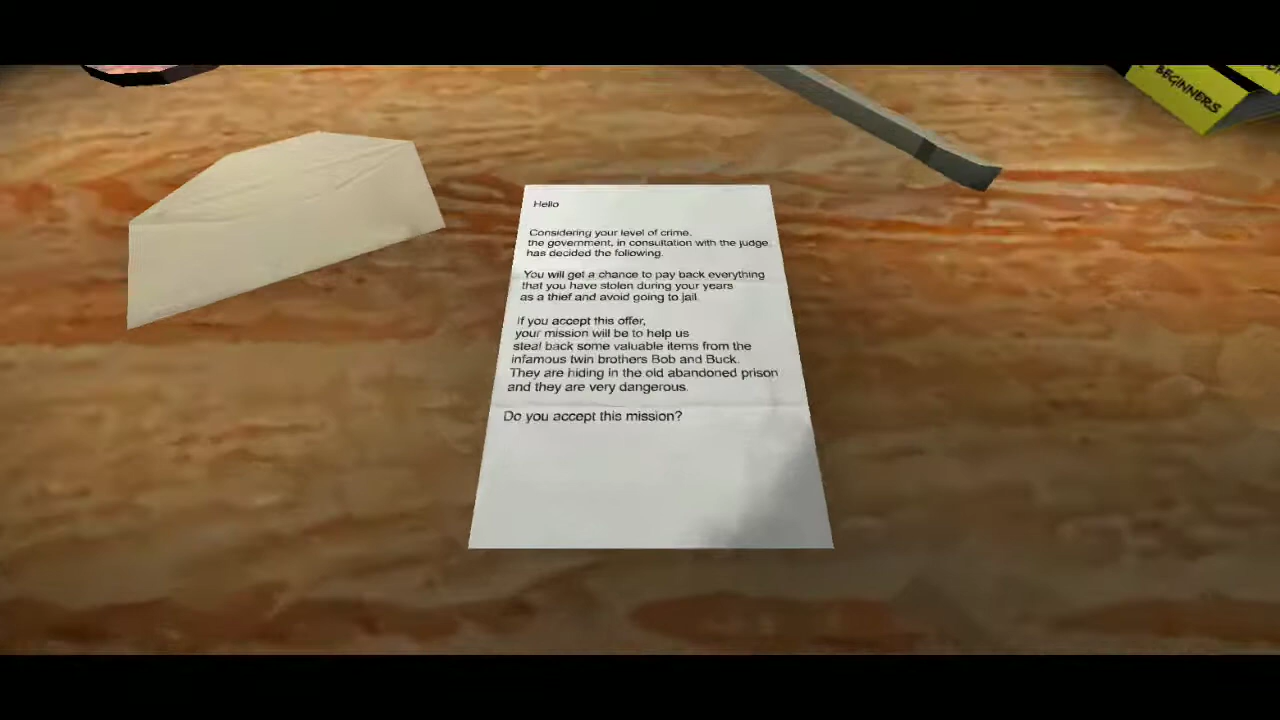 Hello
Considering your level of crime,
the government, in consultation with the judge,
has decided the following.
You will get a chance to pay back everything
that you have stolen during your years
as a thief and avoid going to jail.
If you accept this offer,
your mission will be to help us
steal back some valuable items from the
infamous twin brothers Bob and Buck.
They are hiding in the old abandoned prison
and they are very dangerous.
Do you accept this mission?
BEGINNERS